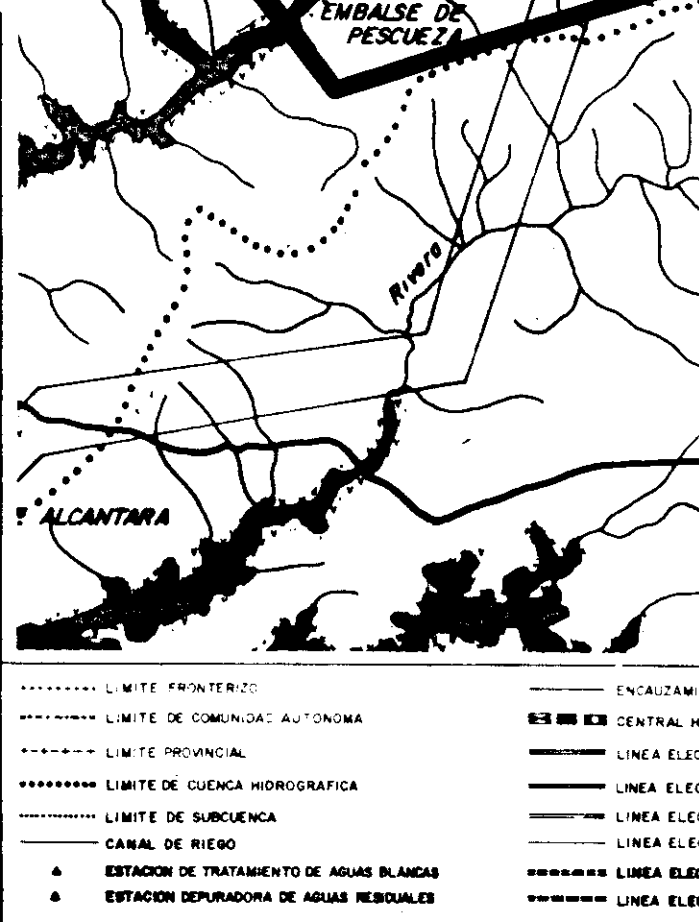 EMBALSE DE
PESCUEZA
Rivera
ALCANTARA
LIMITE FRONTERIZO
LIMITE DE COMUNIDAD AUTONOMA
LIMITE PROVINCIAL
LIMITE DE CUENCA HIDROGRAFICA
LIMITE DE SUBCUENCA
CANAL DE RIEGO
ESTACION DE TRATAMIENTO DE AGUAS BLANCAS
ESTACION DEPURADORA DE AGUAS RESIDUALES
ENCAUZAMI
CENTRAL H
LINEA ELEC
LINEA ELEC
LINEA ELEC
LINEA ELEC
LINEA ELEC
LINEA ELE